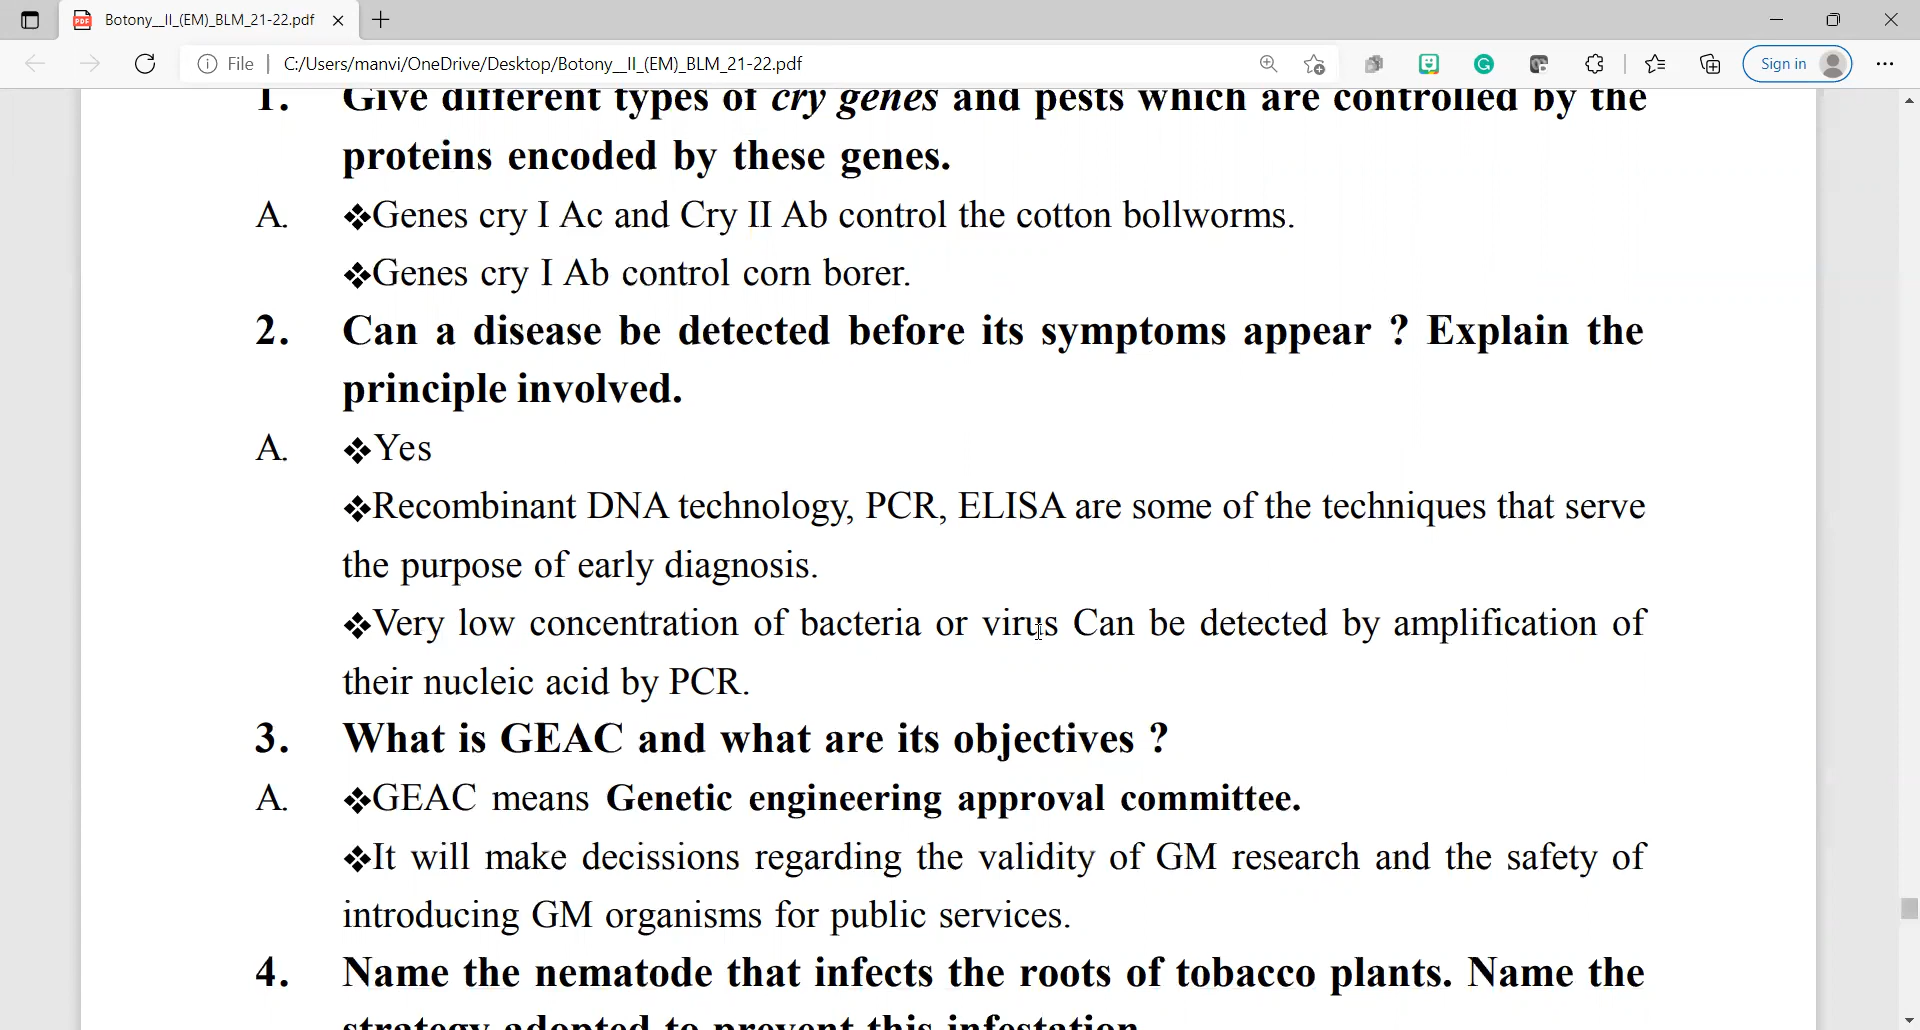 Botony__II_(EM)_BLM_21-22.pdf
File | C:/Users/manvi/OneDrive/Desktop/Botony__II_(EM)_BLM_21-22.pdf
Sign in
1. Give different types of cry genes and pests which are controlled by the
proteins encoded by these genes.
A. ❖Genes cry I Ac and Cry II Ab control the cotton bollworms.
❖Genes cry I Ab control corn borer.
2. Can a disease be detected before its symptoms appear ? Explain the
principle involved.
A. ❖Yes
❖Recombinant DNA technology, PCR, ELISA are some of the techniques that serve
the purpose of early diagnosis.
❖Very low concentration of bacteria or virus Can be detected by amplification of
their nucleic acid by PCR.
3. What is GEAC and what are its objectives ?
A. ❖GEAC means Genetic engineering approval committee.
❖It will make decissions regarding the validity of GM research and the safety of
introducing GM organisms for public services.
4. Name the nematode that infects the roots of tobacco plants. Name the
strategy adopted to prevent this infestation.